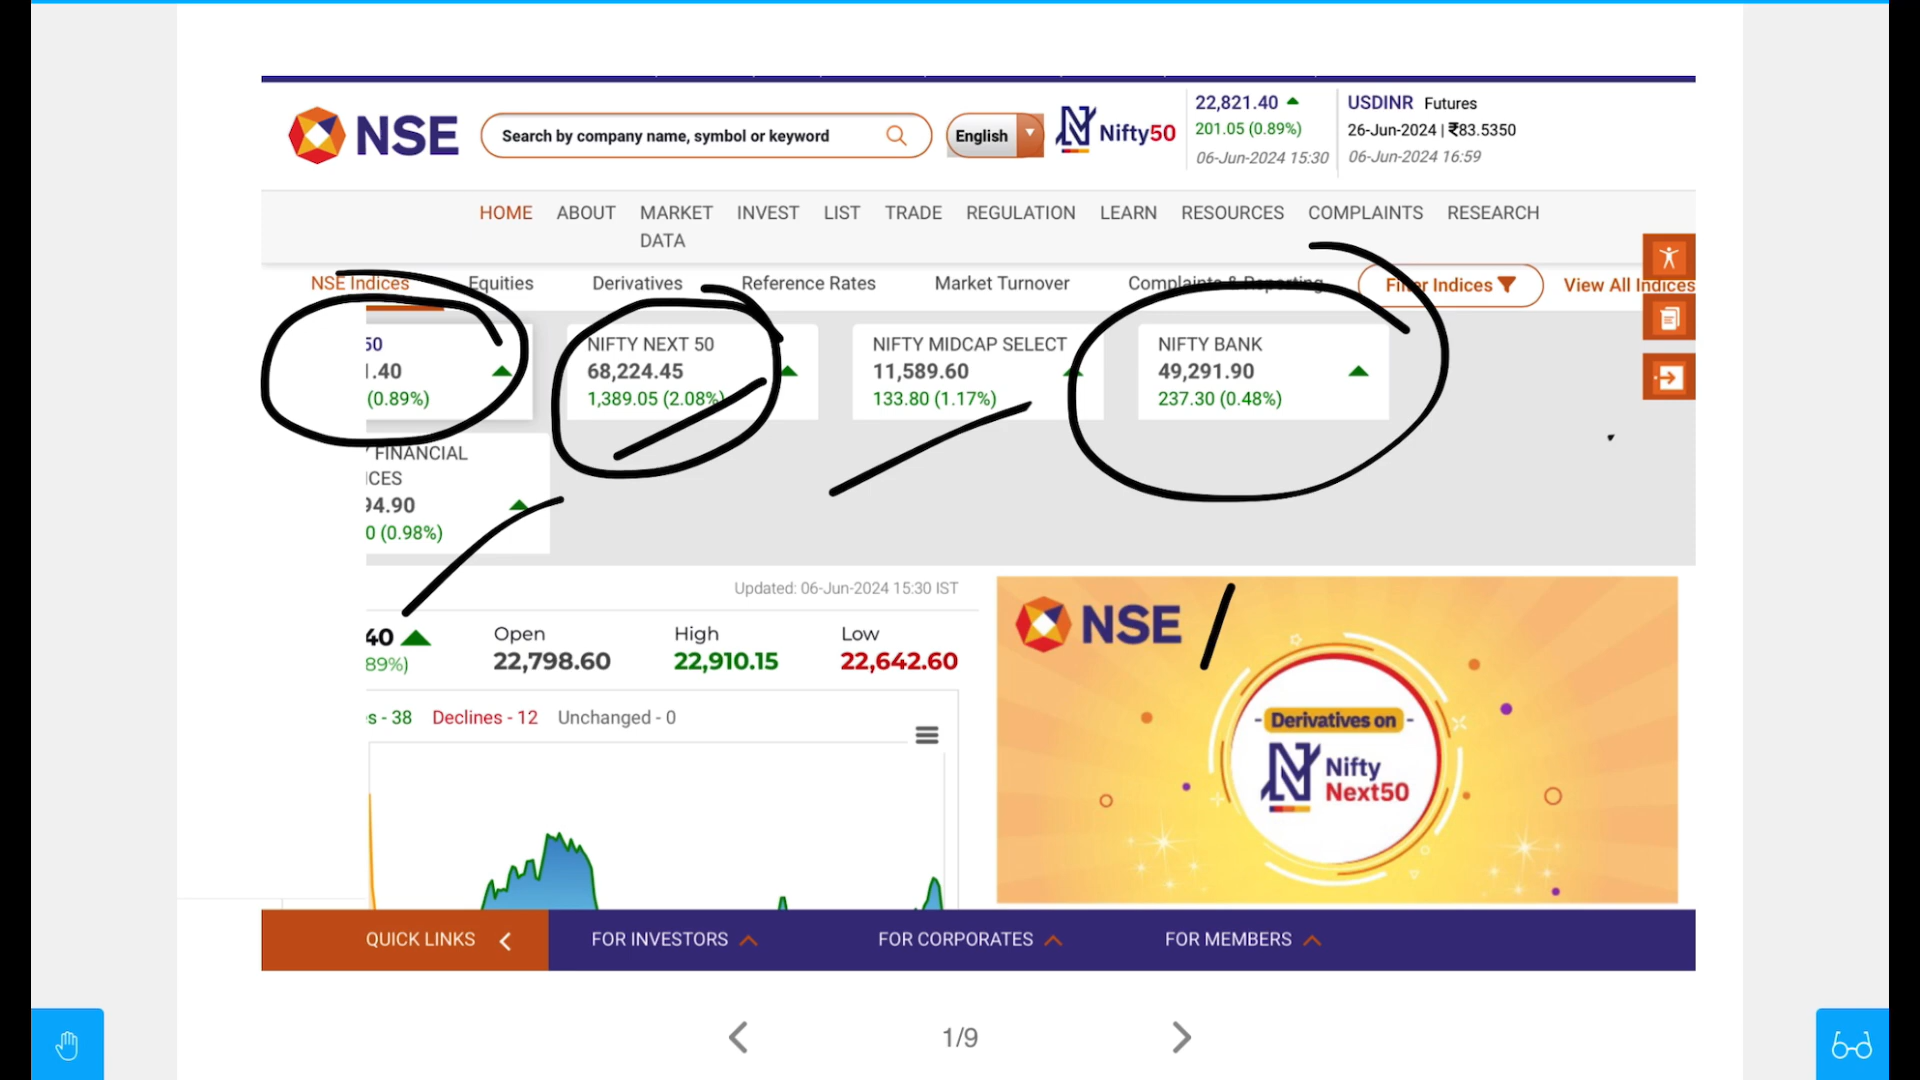 NSE
Search by company name, symbol or keyword
English
Nifty50
22,821.40
201.05 (0.89%)
06-Jun-2024 15:30
USDINR Futures
26-Jun-2024 | ₹83.5350
06-Jun-2024 16:59
HOME ABOUT MARKET DATA INVEST LIST TRADE REGULATION LEARN RESOURCES COMPLAINTS RESEARCH
NSE Indices Equities Derivatives Reference Rates Market Turnover Complaints & Reporting Filter Indices View All Indices
50
1.40
(0.89%)
NIFTY NEXT 50
68,224.45
1,389.05 (2.08%)
NIFTY MIDCAP SELECT
11,589.60
133.80 (1.17%)
NIFTY BANK
49,291.90
237.30 (0.48%)
FINANCIAL
ICES
94.90
0 (0.98%)
Updated: 06-Jun-2024 15:30 IST
40
89%)
Open
22,798.60
High
22,910.15
Low
22,642.60
s - 38 Declines - 12 Unchanged - 0
NSE
- Derivatives on -
Nifty
Next50
QUICK LINKS FOR INVESTORS FOR CORPORATES FOR MEMBERS
1/9